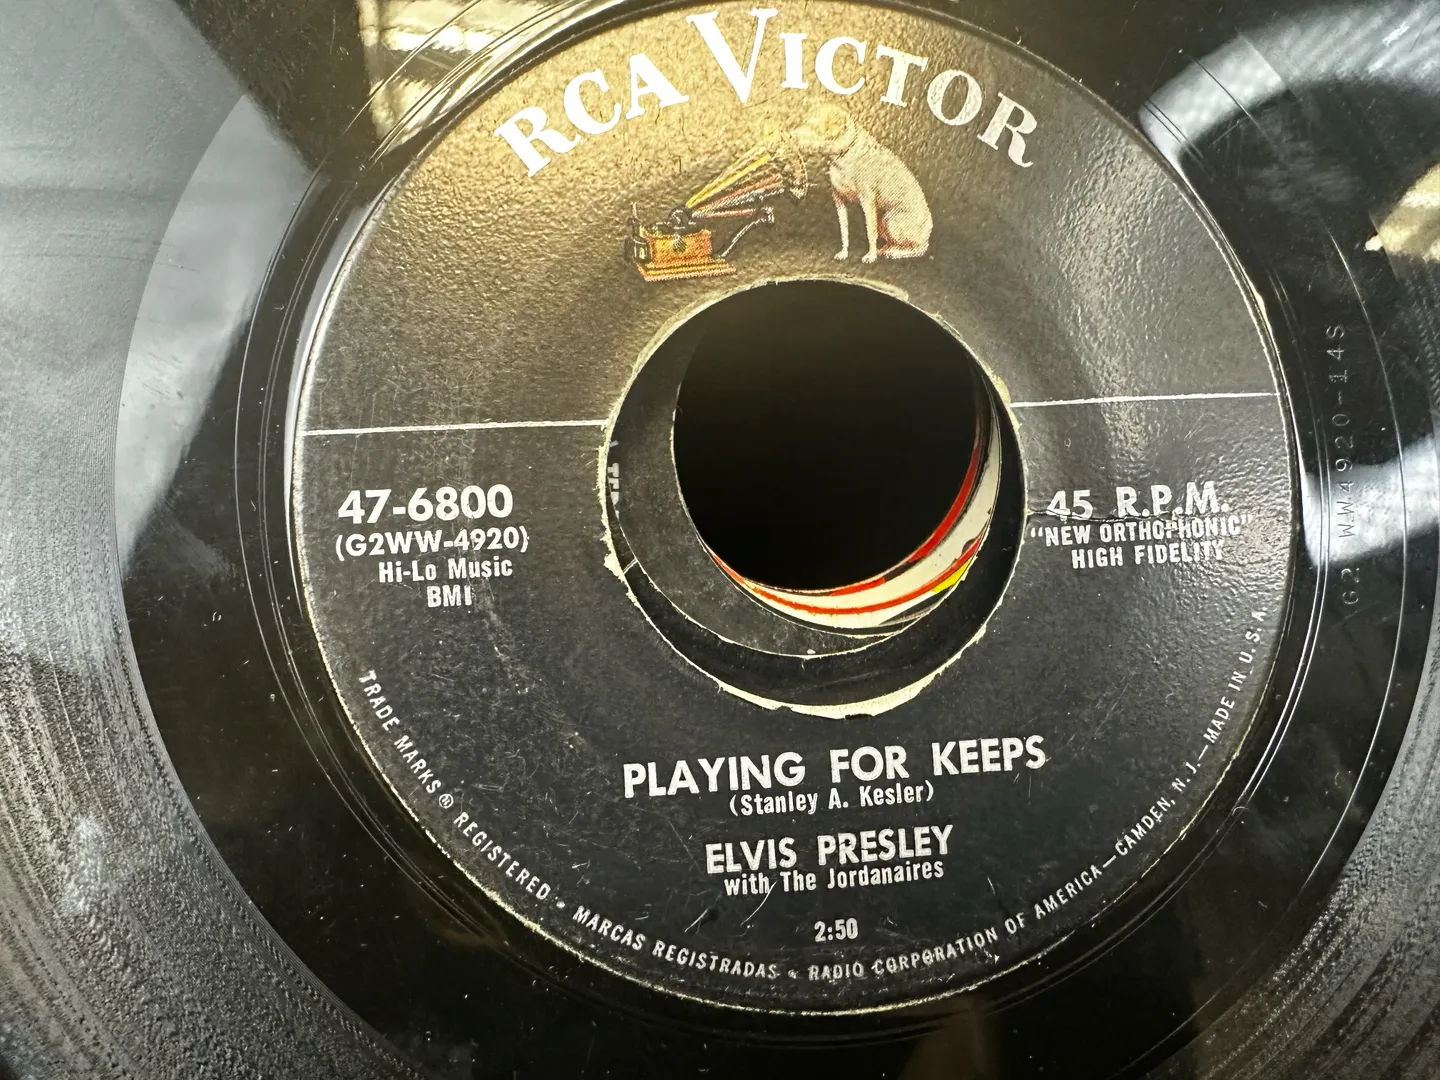 RCA VICTOR
47-6800
(G2WW-4920)
Hi-Lo Music
BMI
45 R.P.M.
"NEW ORTHOPHONIC"
HIGH FIDELITY
PLAYING FOR KEEPS
(Stanley A. Kesler)
ELVIS PRESLEY
with The Jordanaires
2:50
TRADE MARKS ® REGISTERED • MARCAS REGISTRADAS • RADIO CORPORATION OF AMERICA—CAMDEN, N. J.—MADE IN U. S. A.
G2 WW4920-14S